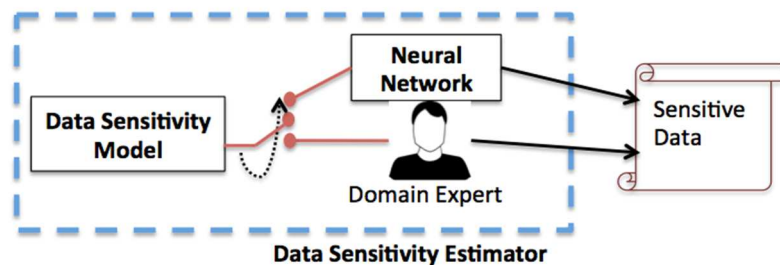 Neural
Network
Data Sensitivity
Model
Sensitive
Data
Domain Expert
Data Sensitivity Estimator